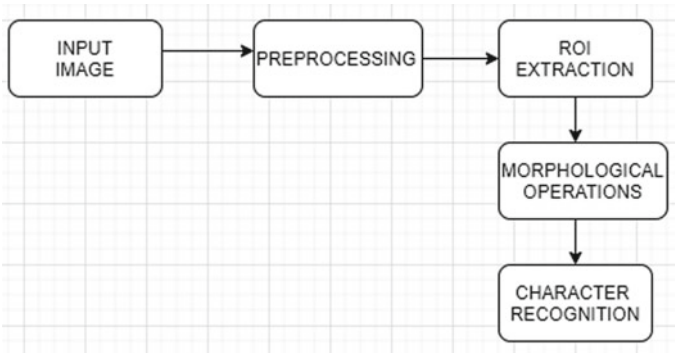 INPUT
IMAGE
PREPROCESSING
ROI
EXTRACTION
MORPHOLOGICAL
OPERATIONS
CHARACTER
RECOGNITION